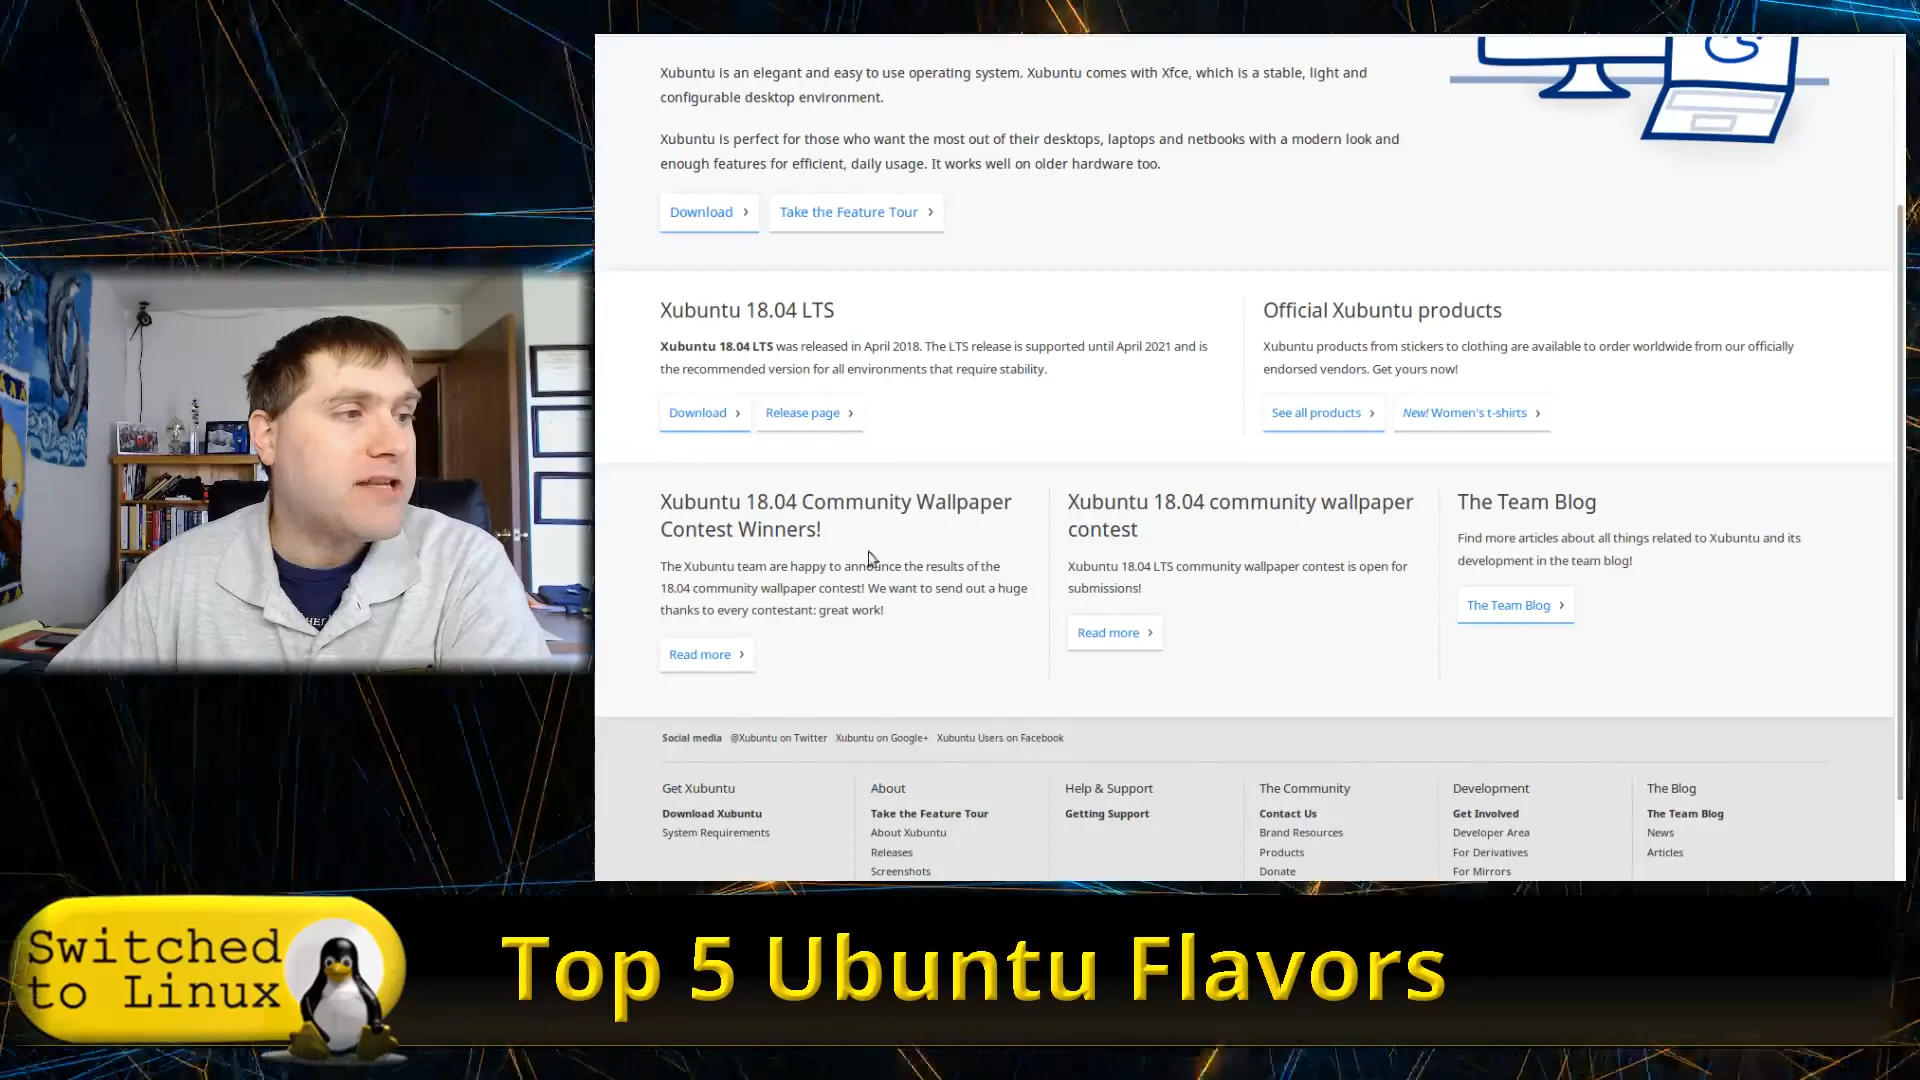 Xubuntu is an elegant and easy to use operating system. Xubuntu comes with Xfce, which is a stable, light and
configurable desktop environment.
Xubuntu is perfect for those who want the most out of their desktops, laptops and netbooks with a modern look and
enough features for efficient, daily usage. It works well on older hardware too.
Download
Take the Feature Tour
Xubuntu 18.04 LTS
Xubuntu 18.04 LTS was released in April 2018. The LTS release is supported until April 2021 and is
the recommended version for all environments that require stability.
Download
Release page
Official Xubuntu products
Xubuntu products from stickers to clothing are available to order worldwide from our officially
endorsed vendors. Get yours now!
See all products
New! Women's t-shirts
Xubuntu 18.04 Community Wallpaper
Contest Winners!
The Xubuntu team are happy to announce the results of the
18.04 community wallpaper contest! We want to send out a huge
thanks to every contestant: great work!
Read more
Xubuntu 18.04 community wallpaper
contest
Xubuntu 18.04 LTS community wallpaper contest is open for
submissions!
Read more
The Team Blog
Find more articles about all things related to Xubuntu and its
development in the team blog!
The Team Blog
Social media @Xubuntu on Twitter Xubuntu on Google+ Xubuntu Users on Facebook
Get Xubuntu
Download Xubuntu
System Requirements
About
Take the Feature Tour
About Xubuntu
Releases
Screenshots
Help & Support
Getting Support
The Community
Contact Us
Brand Resources
Products
Donate
Development
Get Involved
Developer Area
For Derivatives
For Mirrors
The Blog
The Team Blog
News
Articles
Switched
to Linux
Top 5 Ubuntu Flavors